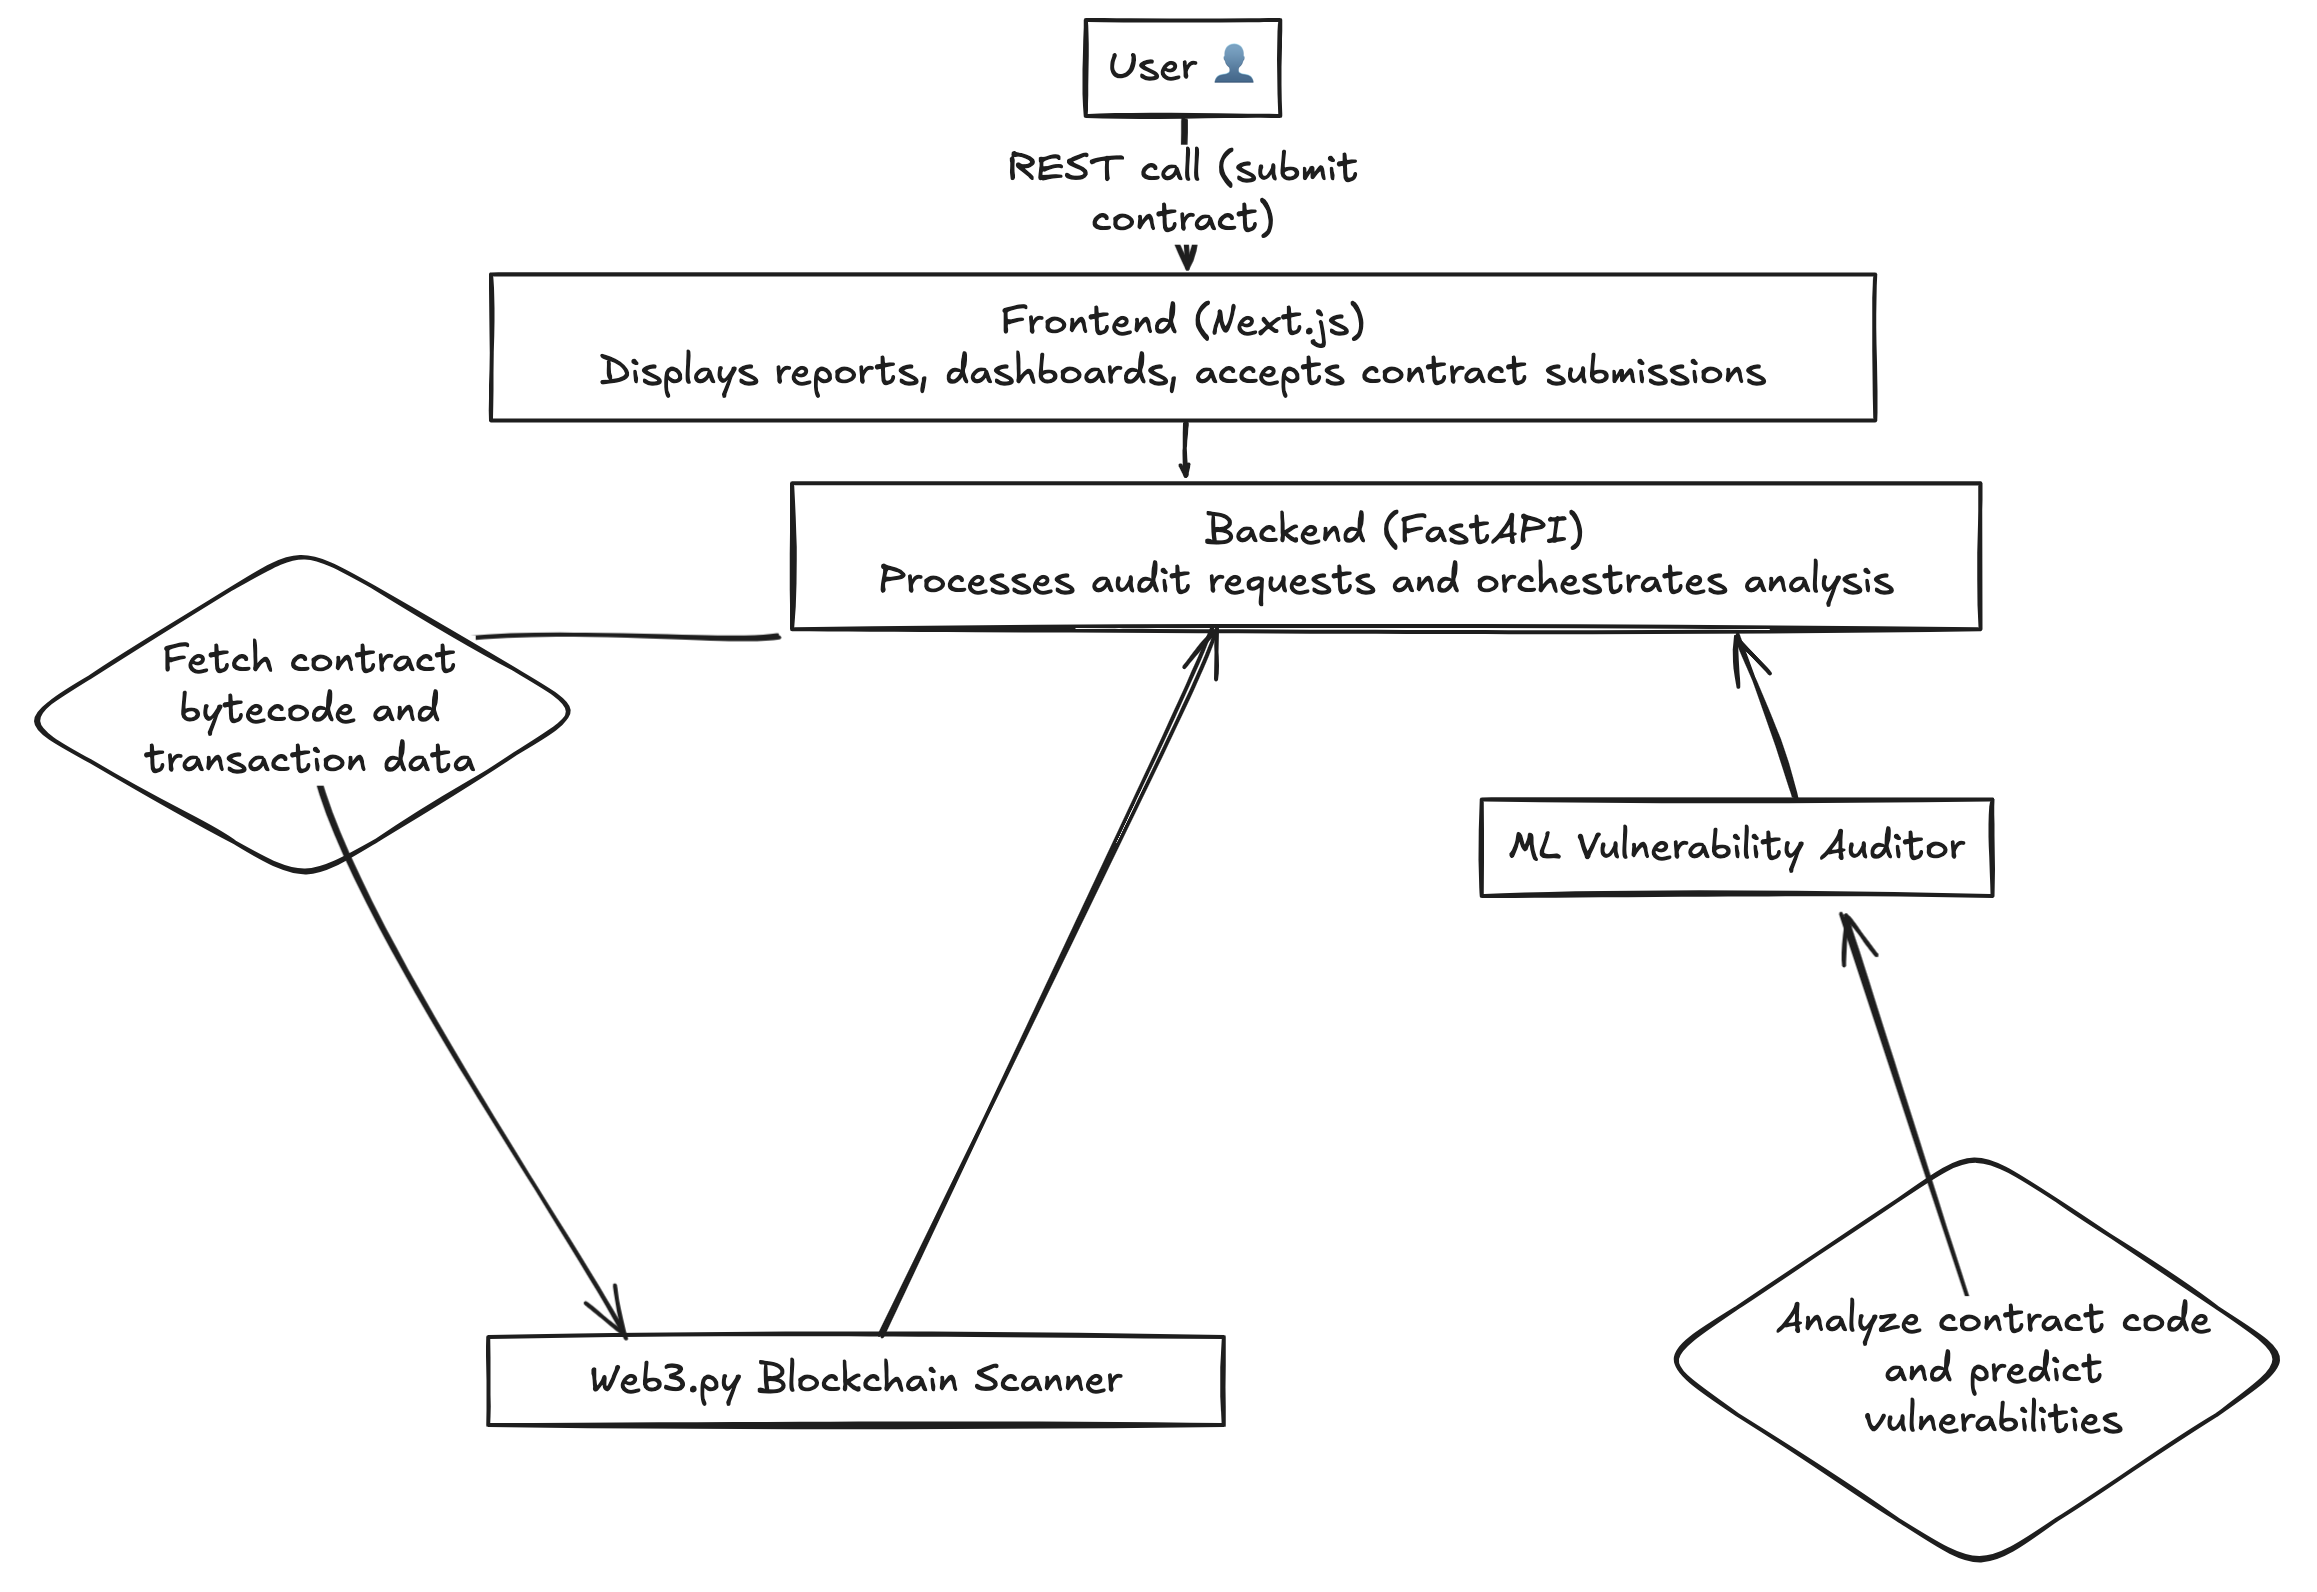 User
REST call (submit
contract)
Frontend (Next.js)
Displays reports, dashboards, accepts contract submissions
Backend (FastAPI)
Processes audit requests and orchestrates analysis
Fetch contract
bytecode and
transaction data
ML Vulnerability Auditor
web3.py Blockchain Scanner
Analyze contract code
and predict
vulnerabilities